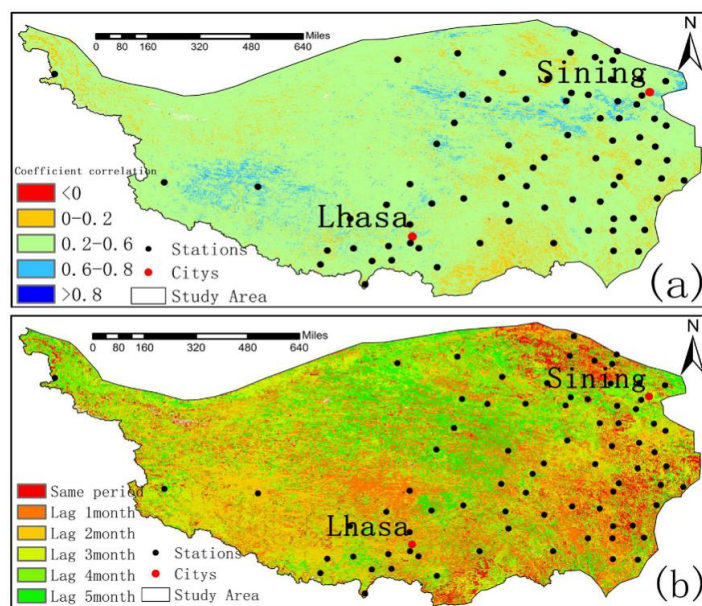 N
Miles
0 80 160 320 480 640
Sining
Coefficient correlation
<0
0-0.2
0.2-0.6
0.6-0.8
>0.8
Lhasa
Stations
Citys
Study Area
(a)
N
Miles
0 80 160 320 480 640
Sining
Same period
Lag 1month
Lag 2month
Lag 3month
Lag 4month
Lag 5month
Lhasa
Stations
Citys
Study Area
(b)